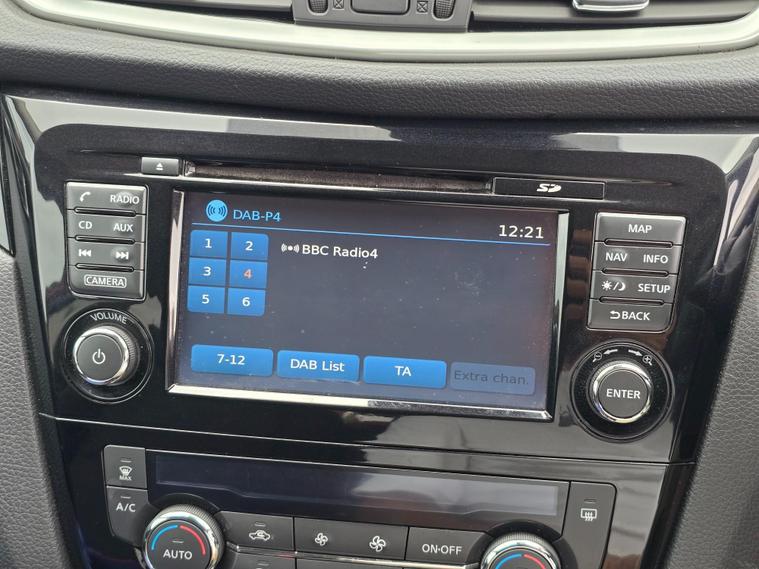 SD
RADIO
CD AUX
CAMERA
VOLUME
DAB-P4
12:21
1 2
BBC Radio4
3 4
5 6
7-12
DAB List
TA
Extra chan.
MAP
NAV INFO
SETUP
BACK
ENTER
MAX
A/C
AUTO
ON·OFF